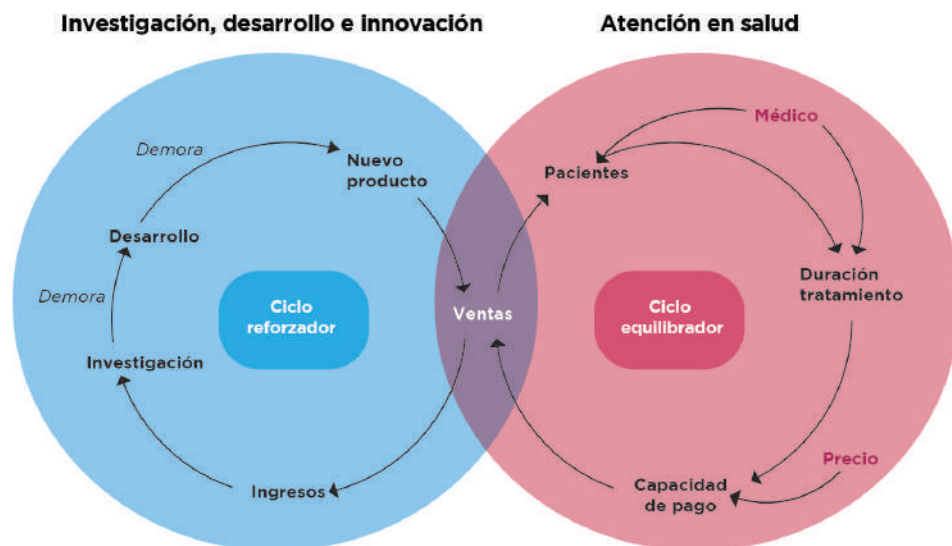 Investigación, desarrollo e innovación
Atención en salud
Demora
Nuevo
producto
Desarrollo
Demora
Ciclo
reforzador
Investigación
Ingresos
Ventas
Médico
Pacientes
Duración
tratamiento
Ciclo
equilibrador
Precio
Capacidad
de pago